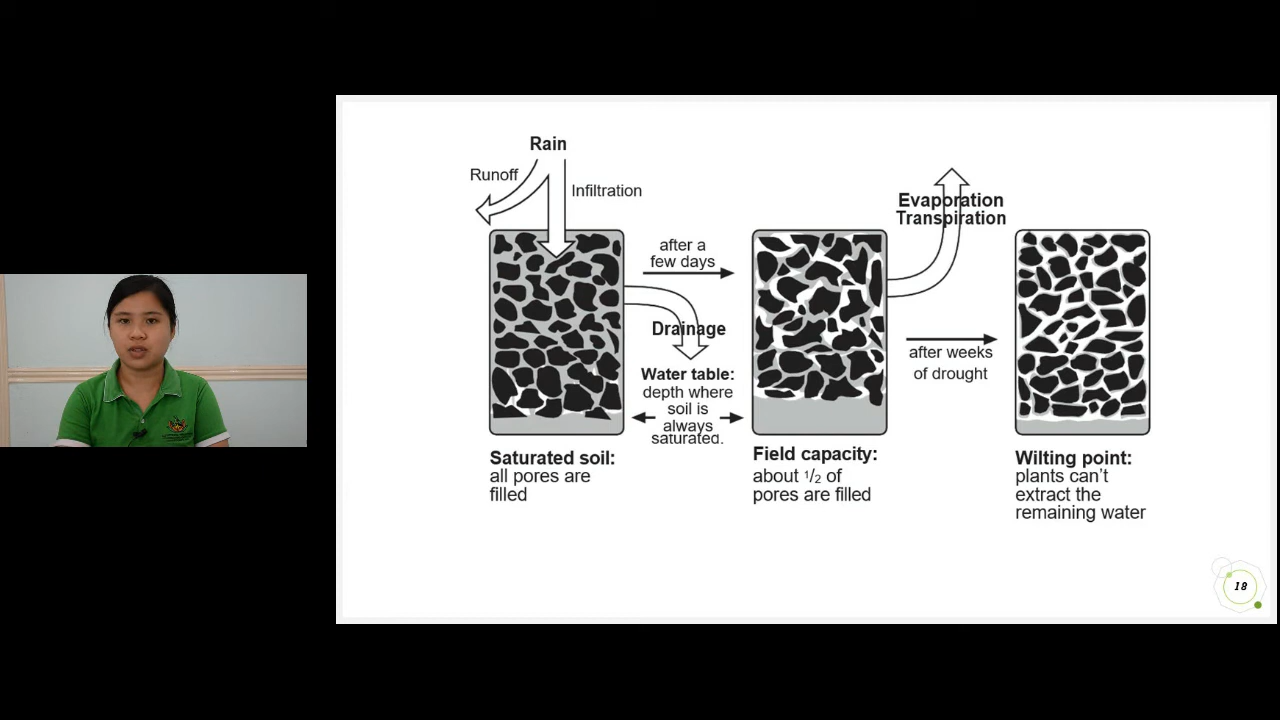 Rain
Runoff
Infiltration
after a
few days
Drainage
Water table:
depth where
soil is
always
saturated.
Evaporation
Transpiration
after weeks
of drought
Saturated soil:
all pores are
filled
Field capacity:
about 1/2 of
pores are filled
Wilting point:
plants can't
extract the
remaining water
18